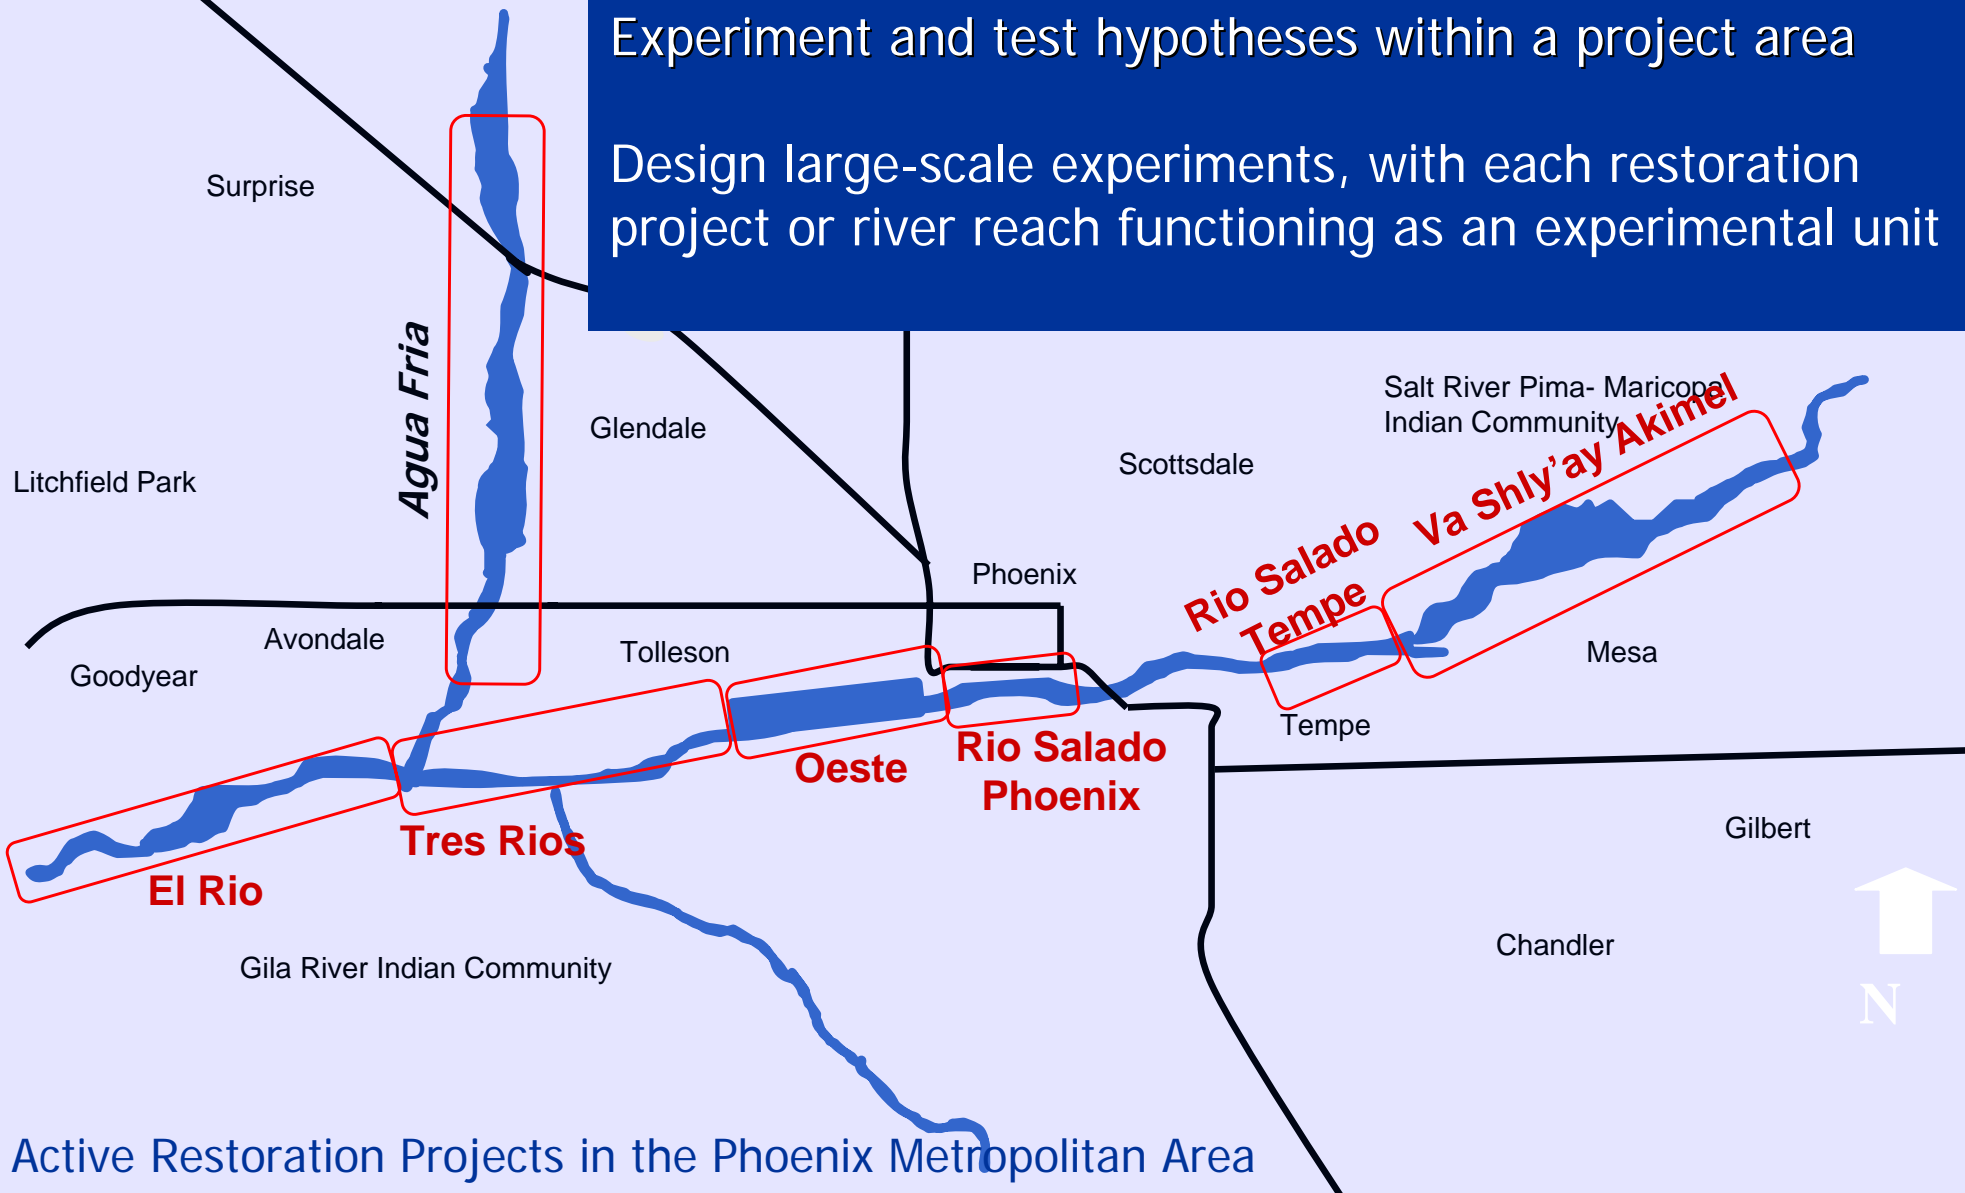 Experiment and test hypotheses within a project area
Design large-scale experiments, with each restoration
project or river reach functioning as an experimental unit
Surprise
Agua Fria
Glendale
Litchfield Park
Salt River Pima- Maricopa
Indian Community
Scottsdale
Va Shly’ay Akimel
Rio Salado
Tempe
Phoenix
Avondale
Tolleson
Goodyear
Mesa
Tempe
Oeste
Rio Salado
Phoenix
Tres Rios
El Rio
Gilbert
Chandler
Gila River Indian Community
N
Active Restoration Projects in the Phoenix Metropolitan Area